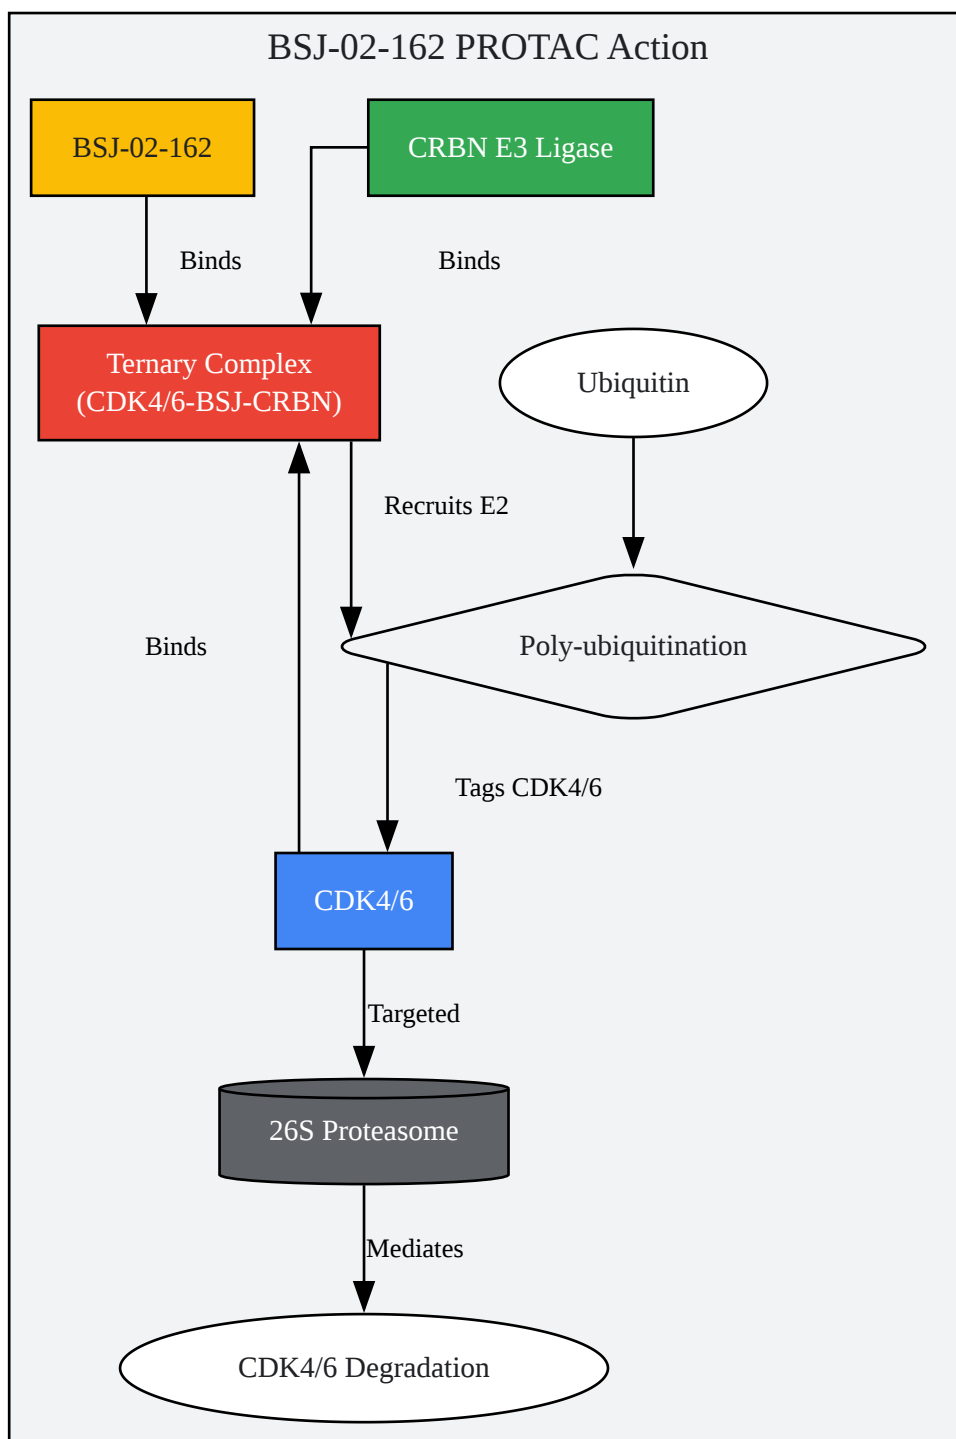 BSJ-02-162 PROTAC Action
BSJ-02-162
CRBN E3 Ligase
Binds
Binds
Ternary Complex
(CDK4/6-BSJ-CRBN)
Ubiquitin
Recruits E2
Binds
Poly-ubiquitination
Tags CDK4/6
CDK4/6
Targeted
26S Proteasome
Mediates
CDK4/6 Degradation